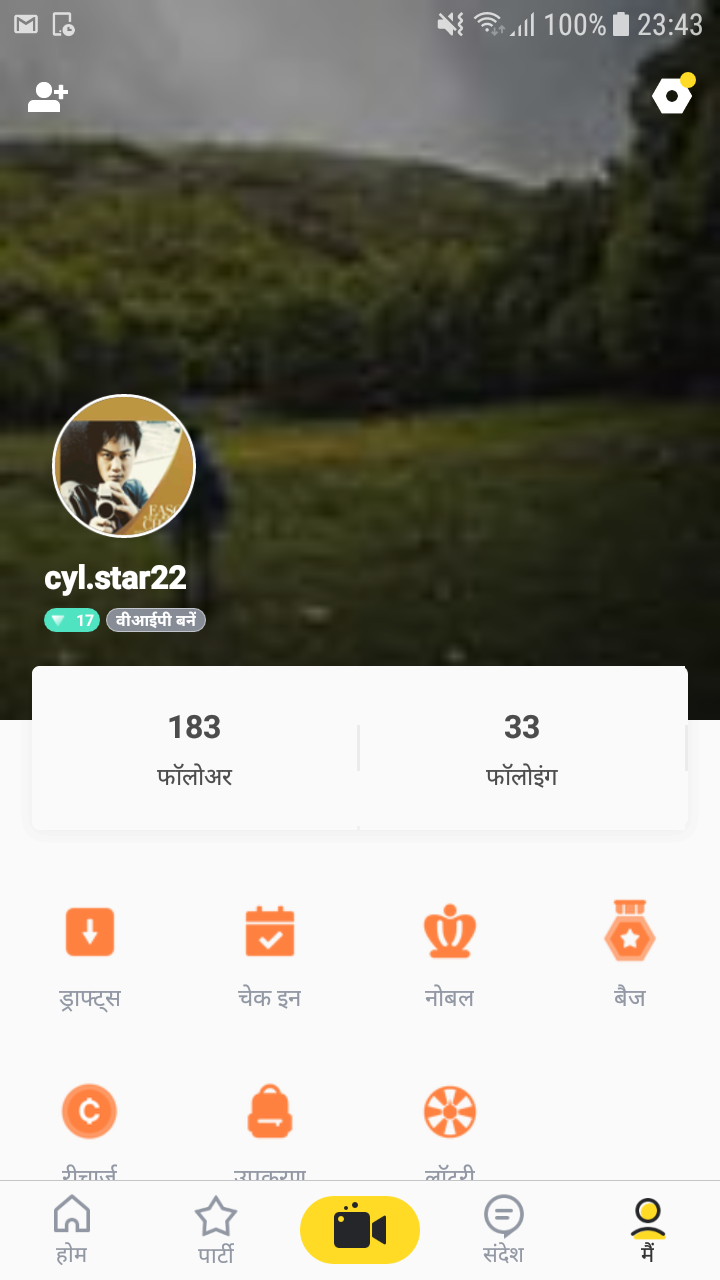 100% 23:43
cyl.star22
17 वीआईपी बनें
183 33
फॉलोअर फॉलोइंग
ड्राफ्ट्स चेक इन नोबल बैज
रीचार्ज उपकरण लॉटरी
होम पार्टी संदेश मैं